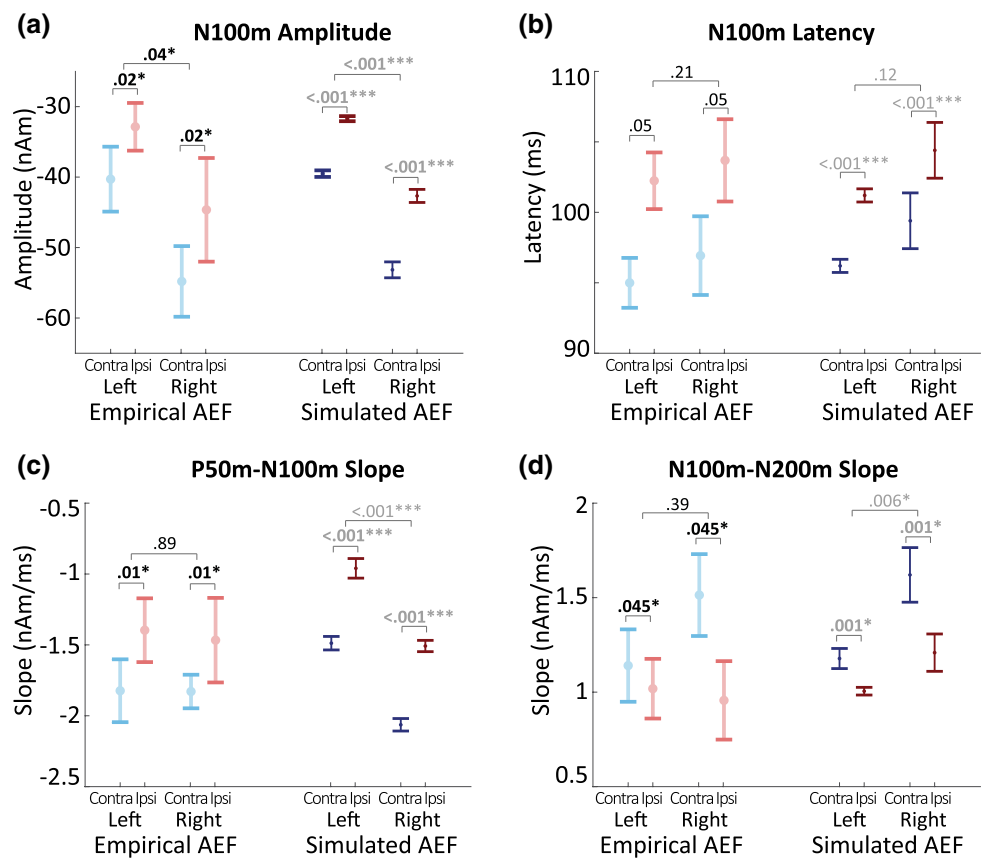 (a)
N100m Amplitude
.04*
<.001***
.02*
<.001***
.02*
<.001***
-30
-40
-50
-60
Amplitude (nAm)
Contra Ipsi Contra Ipsi Contra Ipsi Contra Ipsi
Left Right Left Right
Empirical AEF Simulated AEF
(b)
N100m Latency
110
100
90
Latency (ms)
.21
.12
.05
.05
<.001***
<.001***
Contra Ipsi Contra Ipsi Contra Ipsi Contra Ipsi
Left Right Left Right
Empirical AEF Simulated AEF
(c)
P50m-N100m Slope
-0.5
-1
-1.5
-2
-2.5
Slope (nAm/ms)
<.001***
<.001***
.89
.01* .01*
<.001***
Contra Ipsi Contra Ipsi Contra Ipsi Contra Ipsi
Left Right Left Right
Empirical AEF Simulated AEF
(d)
N100m-N200m Slope
2
1.5
1
0.5
Slope (nAm/ms)
.39
.006*
.045*
.001*
.045*
.001*
Contra Ipsi Contra Ipsi Contra Ipsi Contra Ipsi
Left Right Left Right
Empirical AEF Simulated AEF